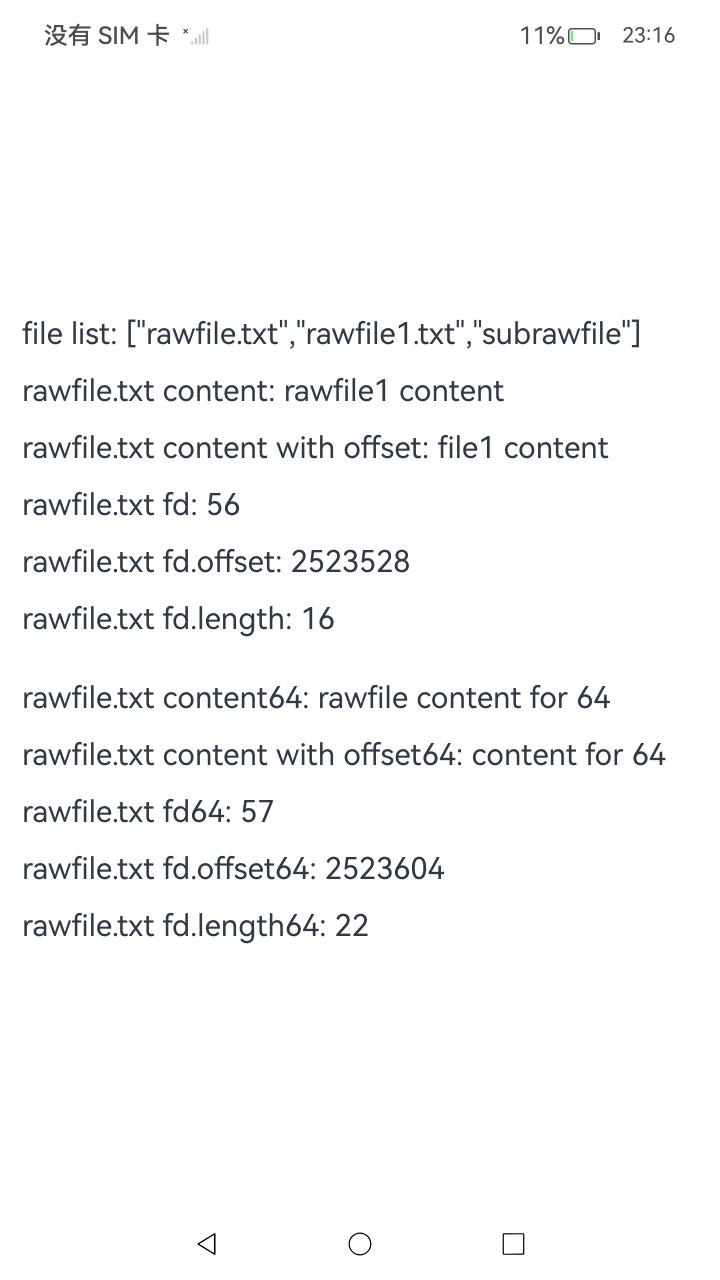 没有 SIM 卡 11% 23:16
file list: ["rawfile.txt","rawfile1.txt","subrawfile"]
rawfile.txt content: rawfile1 content
rawfile.txt content with offset: file1 content
rawfile.txt fd: 56
rawfile.txt fd.offset: 2523528
rawfile.txt fd.length: 16
rawfile.txt content64: rawfile content for 64
rawfile.txt content with offset64: content for 64
rawfile.txt fd64: 57
rawfile.txt fd.offset64: 2523604
rawfile.txt fd.length64: 22